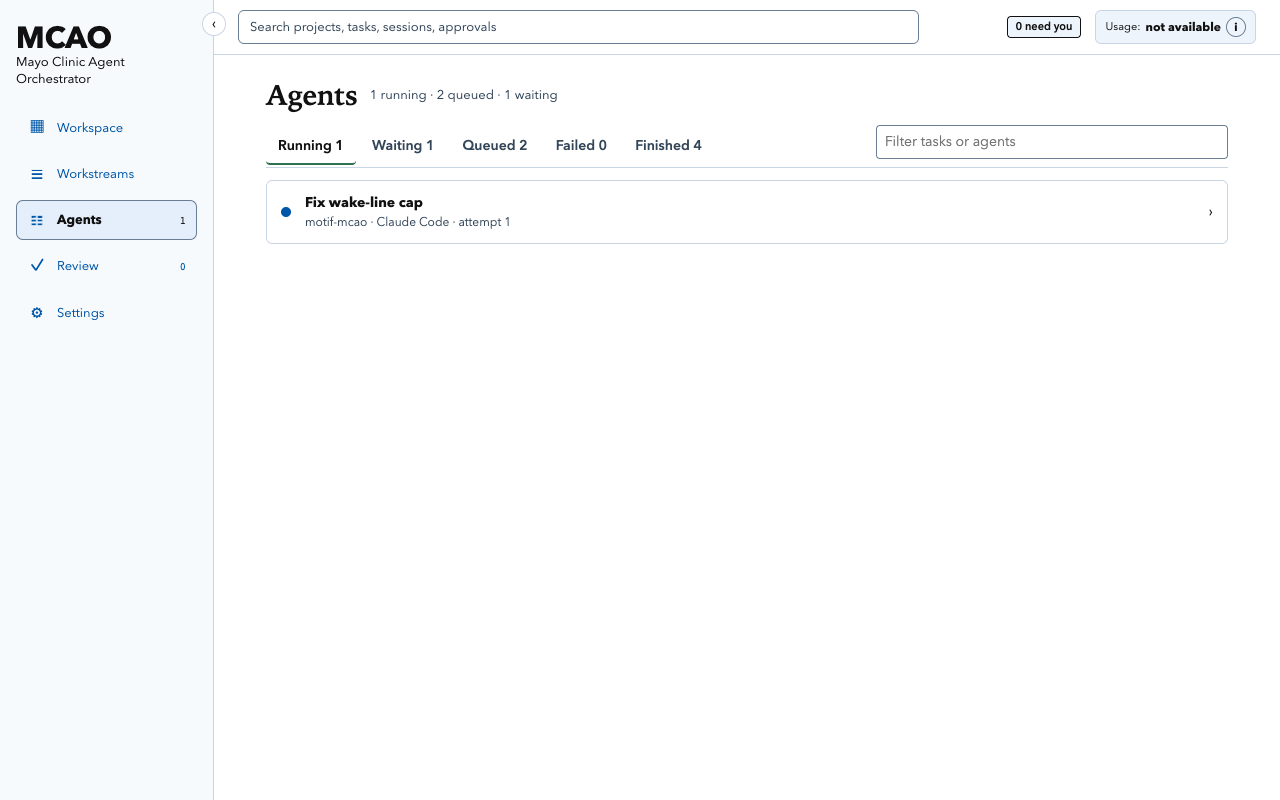 MCAO
Mayo Clinic Agent
Orchestrator
Workspace
Workstreams
Agents 1
Review 0
Settings
‹
Search projects, tasks, sessions, approvals
0 need you
Usage: not available i
Agents 1 running · 2 queued · 1 waiting
Running 1 Waiting 1 Queued 2 Failed 0 Finished 4
Filter tasks or agents
Fix wake-line cap
motif-mcao · Claude Code · attempt 1
›